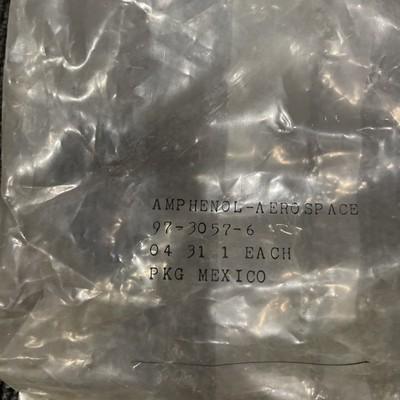 AMPHENOL-AEROSPACE
97-3057-6
04 31 1 EACH
PKG MEXICO